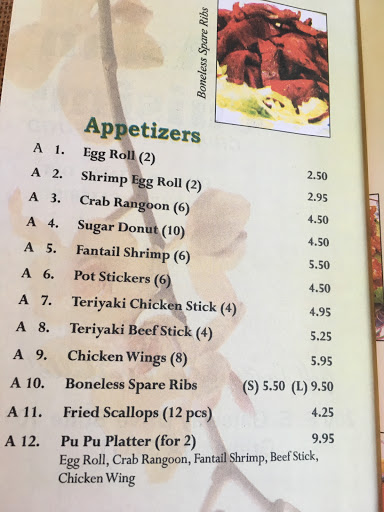 Boneless Spare Ribs
Appetizers
A 1. Egg Roll (2) 2.50
A 2. Shrimp Egg Roll (2) 2.95
A 3. Crab Rangoon (6) 4.50
A 4. Sugar Donut (10) 4.50
A 5. Fantail Shrimp (6) 5.50
A 6. Pot Stickers (6) 4.50
A 7. Teriyaki Chicken Stick (4) 4.95
A 8. Teriyaki Beef Stick (4) 5.25
A 9. Chicken Wings (8) 5.95
A 10. Boneless Spare Ribs (S) 5.50 (L) 9.50
A 11. Fried Scallops (12 pcs) 4.25
A 12. Pu Pu Platter (for 2) 9.95
Egg Roll, Crab Rangoon, Fantail Shrimp, Beef Stick,
Chicken Wing